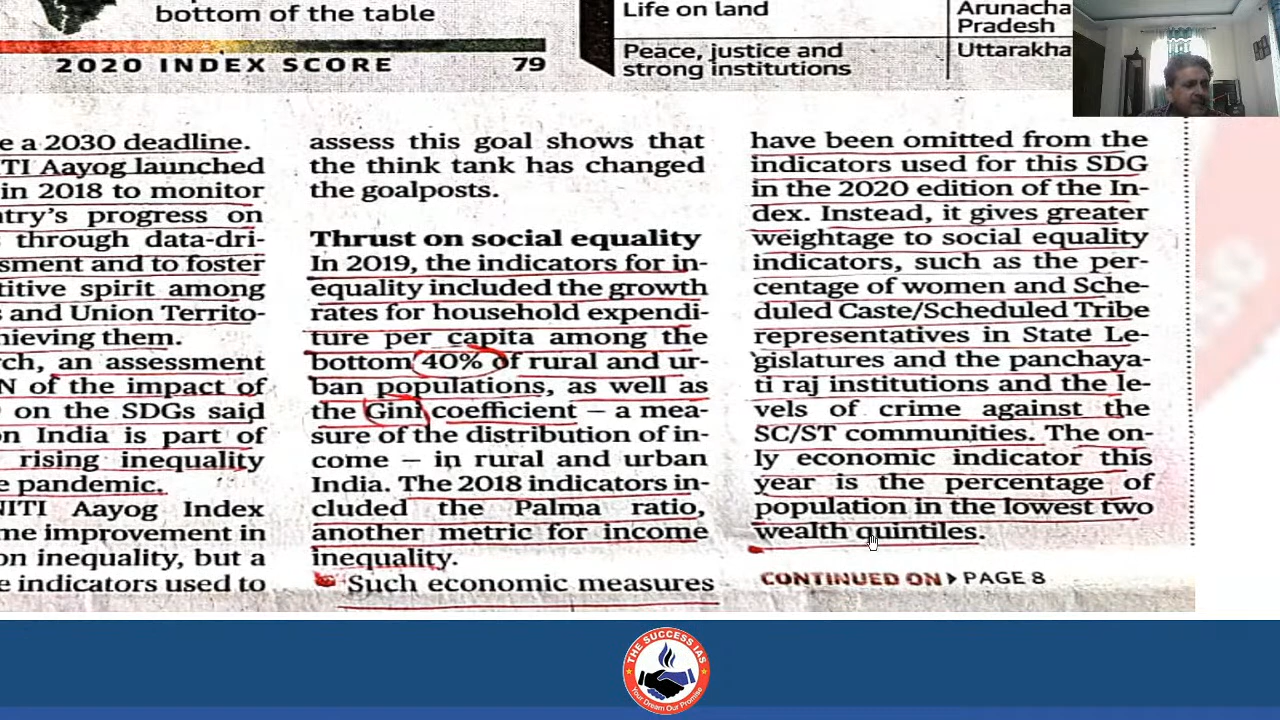 bottom of the table
2020 INDEX SCORE 79
Life on land
Arunacha
Pradesh
Peace, justice and
strong institutions
Uttarakha
e a 2030 deadline.
TI Aayog launched
in 2018 to monitor
ntry's progress on
through data-dri-
sment and to foster
titive spirit among
s and Union Territo-
hieving them.
rch, an assessment
N of the impact of
on the SDGs said
on India is part of
rising inequality
e pandemic.
NITI Aayog Index
me improvement in
on inequality, but a
e indicators used to
assess this goal shows that
the think tank has changed
the goalposts.
Thrust on social equality
In 2019, the indicators for in-
equality included the growth
rates for household expendi-
ture per capita among the
bottom 40% of rural and ur-
ban populations, as well as
the Gini coefficient – a mea-
sure of the distribution of in-
come – in rural and urban
India. The 2018 indicators in-
cluded the Palma ratio,
another metric for income
inequality.
Such economic measures
have been omitted from the
indicators used for this SDG
in the 2020 edition of the In-
dex. Instead, it gives greater
weightage to social equality
indicators, such as the per-
centage of women and Sche-
duled Caste/Scheduled Tribe
representatives in State Le-
gislatures and the panchaya-
ti raj institutions and the le-
vels of crime against the
SC/ST communities. The on-
ly economic indicator this
year is the percentage of
population in the lowest two
wealth quintiles.
CONTINUED ON PAGE 8
THE SUCCESS IAS
Your Dream Our Promise